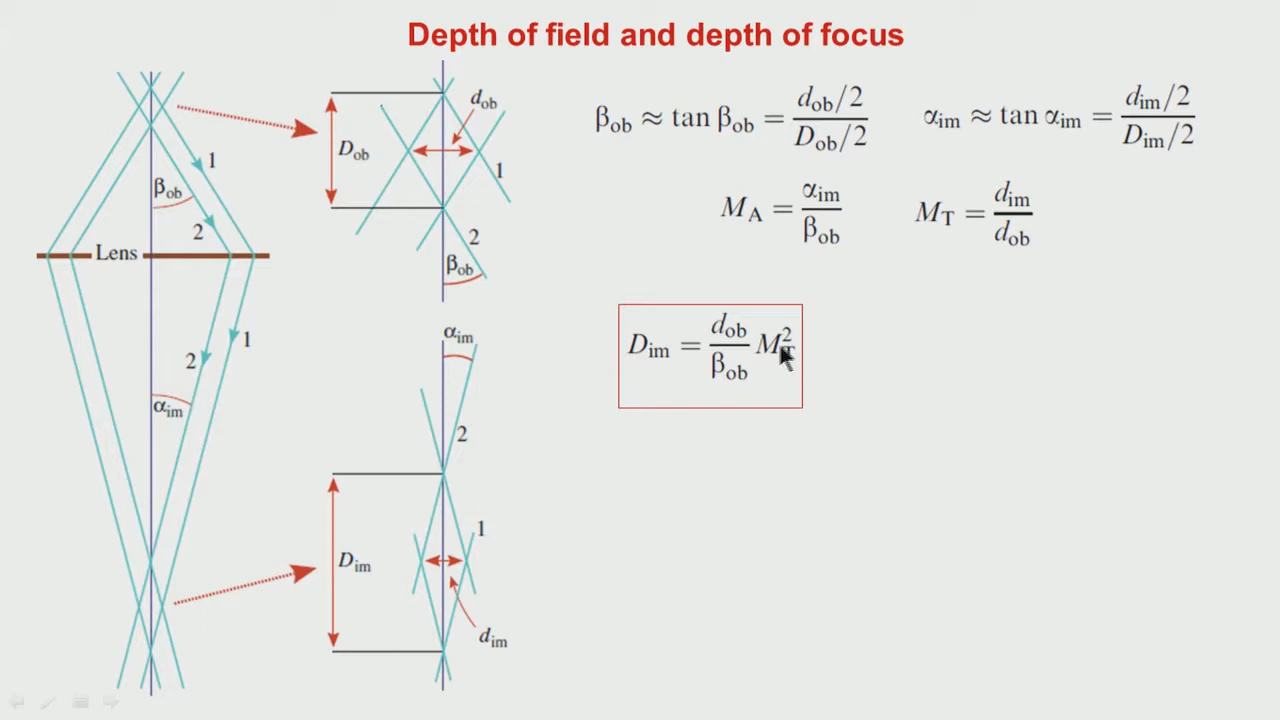 Depth of field and depth of focus
β_ob ≈ tan β_ob = (d_ob/2)/(D_ob/2)
α_im ≈ tan α_im = (d_im/2)/(D_im/2)
M_A = α_im/β_ob
M_T = d_im/d_ob
D_im = (d_ob/β_ob) M_T^2
1
β_ob
2
Lens
1
2
α_im
d_ob
D_ob
1
2
β_ob
α_im
2
1
D_im
d_im